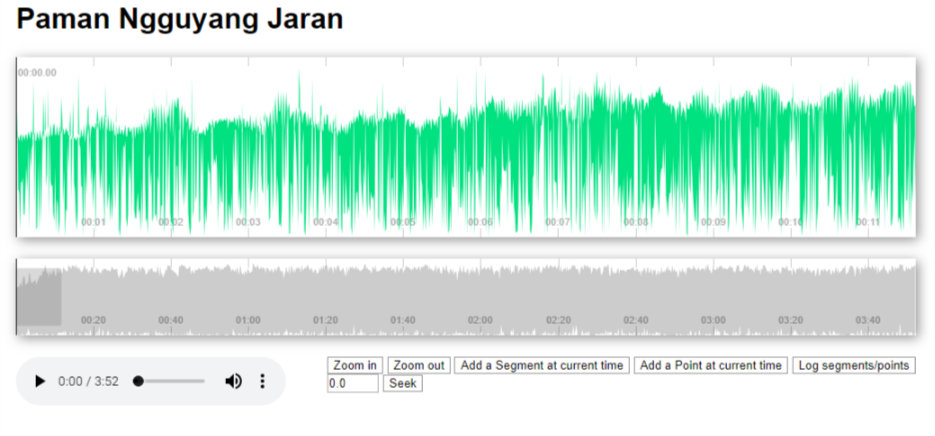 Paman Ngguyang Jaran
00:00.00
00:01 00:02 00:03 00:04 00:05 00:06 00:07 00:08 00:09 00:10 00:11
00:20 00:40 01:00 01:20 01:40 02:00 02:20 02:40 03:00 03:20 03:40
Zoom in Zoom out Add a Segment at current time Add a Point at current time Log segments/points
0:00 / 3:52
0.0 Seek